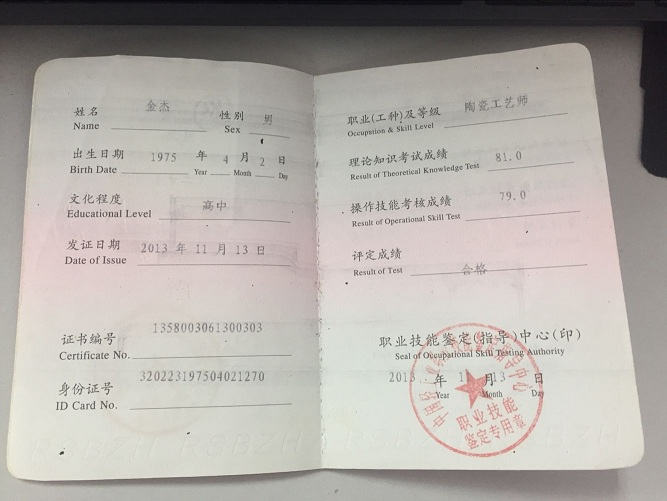 姓名 金杰 性别 男
Name Sex
出生日期 1975 年 4 月 2 日
Birth Date Year Month Day
文化程度 高中
Educational Level
发证日期 2013 年 11 月 13 日
Date of Issue
证书编号 1358003061300303
Certificate No.
身份证号 320223197504021270
ID Card No.
职业(工种)及等级 陶瓷工艺师
Occupation & Skill Level
理论知识考试成绩 81.0
Result of Theoretical Knowledge Test
操作技能考核成绩 79.0
Result of Operational Skill Test
评定成绩
Result of Test 合格
职业技能鉴定(指导)中心(印)
Seal of Occupational Skill Testing Authority
2013 年 11 月 13 日
Year Month Day
职业技能
鉴定专用章